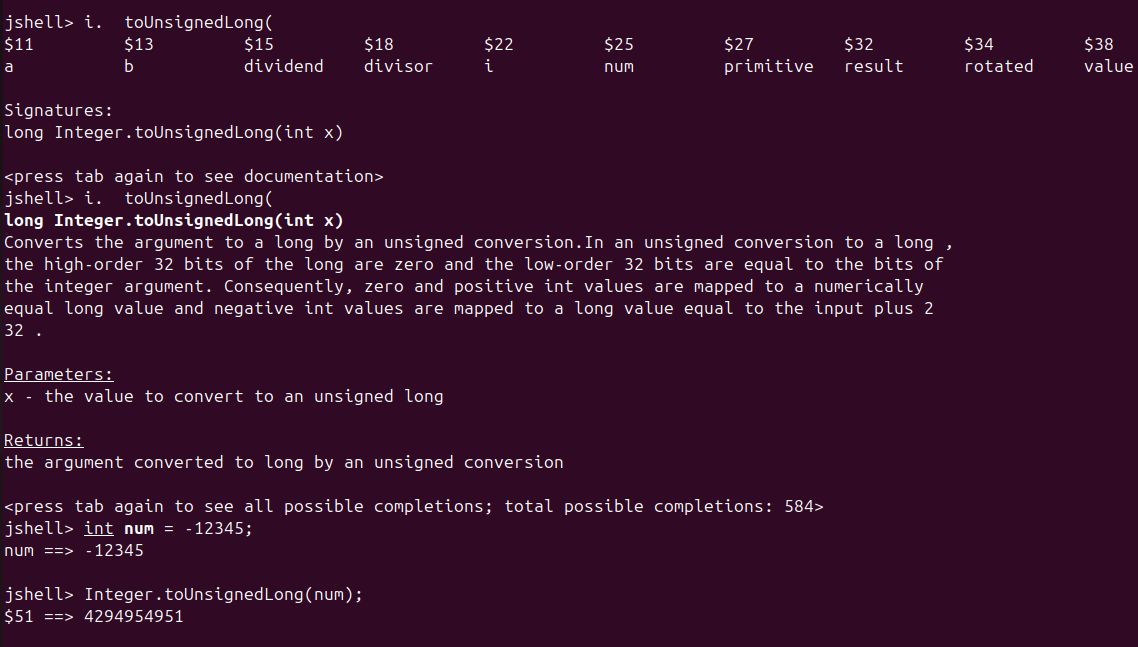 jshell> i.  toUnsignedLong(
$11         $13         $15         $18         $22         $25         $27         $32         $34         $38
a           b           dividend    divisor     i           num         primitive   result      rotated     value
Signatures:
long Integer.toUnsignedLong(int x)
<press tab again to see documentation>
jshell> i.  toUnsignedLong(
long Integer.toUnsignedLong(int x)
Converts the argument to a long by an unsigned conversion.In an unsigned conversion to a long ,
the high-order 32 bits of the long are zero and the low-order 32 bits are equal to the bits of
the integer argument. Consequently, zero and positive int values are mapped to a numerically
equal long value and negative int values are mapped to a long value equal to the input plus 2
32 .
Parameters:
x - the value to convert to an unsigned long
Returns:
the argument converted to long by an unsigned conversion
<press tab again to see all possible completions; total possible completions: 584>
jshell> int num = -12345;
num ==> -12345
jshell> Integer.toUnsignedLong(num);
$51 ==> 4294954951